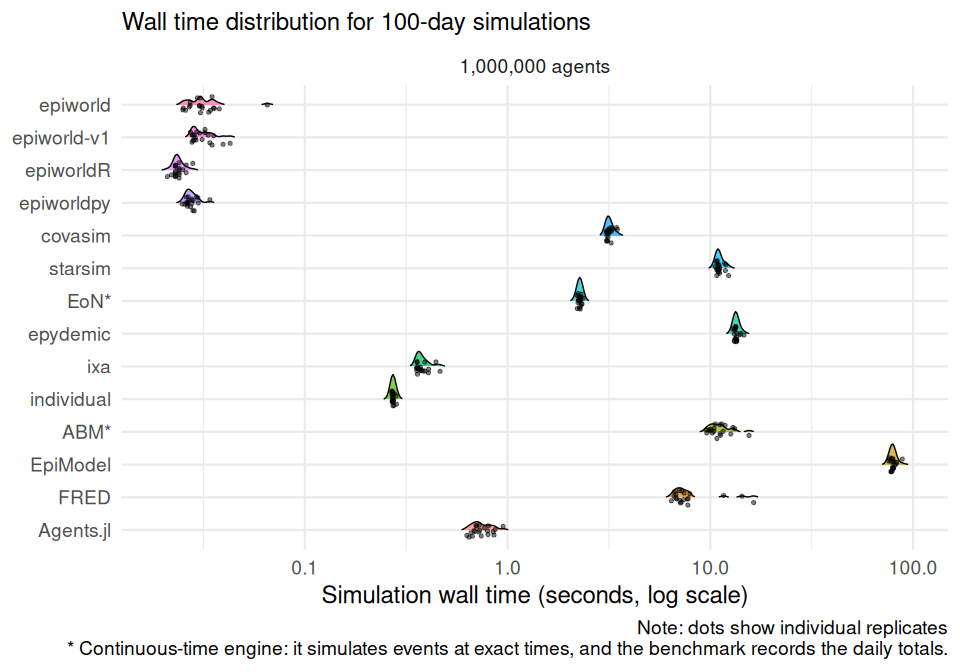 Wall time distribution for 100-day simulations
1,000,000 agents
epiworld
epiworld-v1
epiworldR
epiworldpy
covasim
starsim
EoN*
epydemic
ixa
individual
ABM*
EpiModel
FRED
Agents.jl
0.1 1.0 10.0 100.0
Simulation wall time (seconds, log scale)
Note: dots show individual replicates
* Continuous-time engine: it simulates events at exact times, and the benchmark records the daily totals.